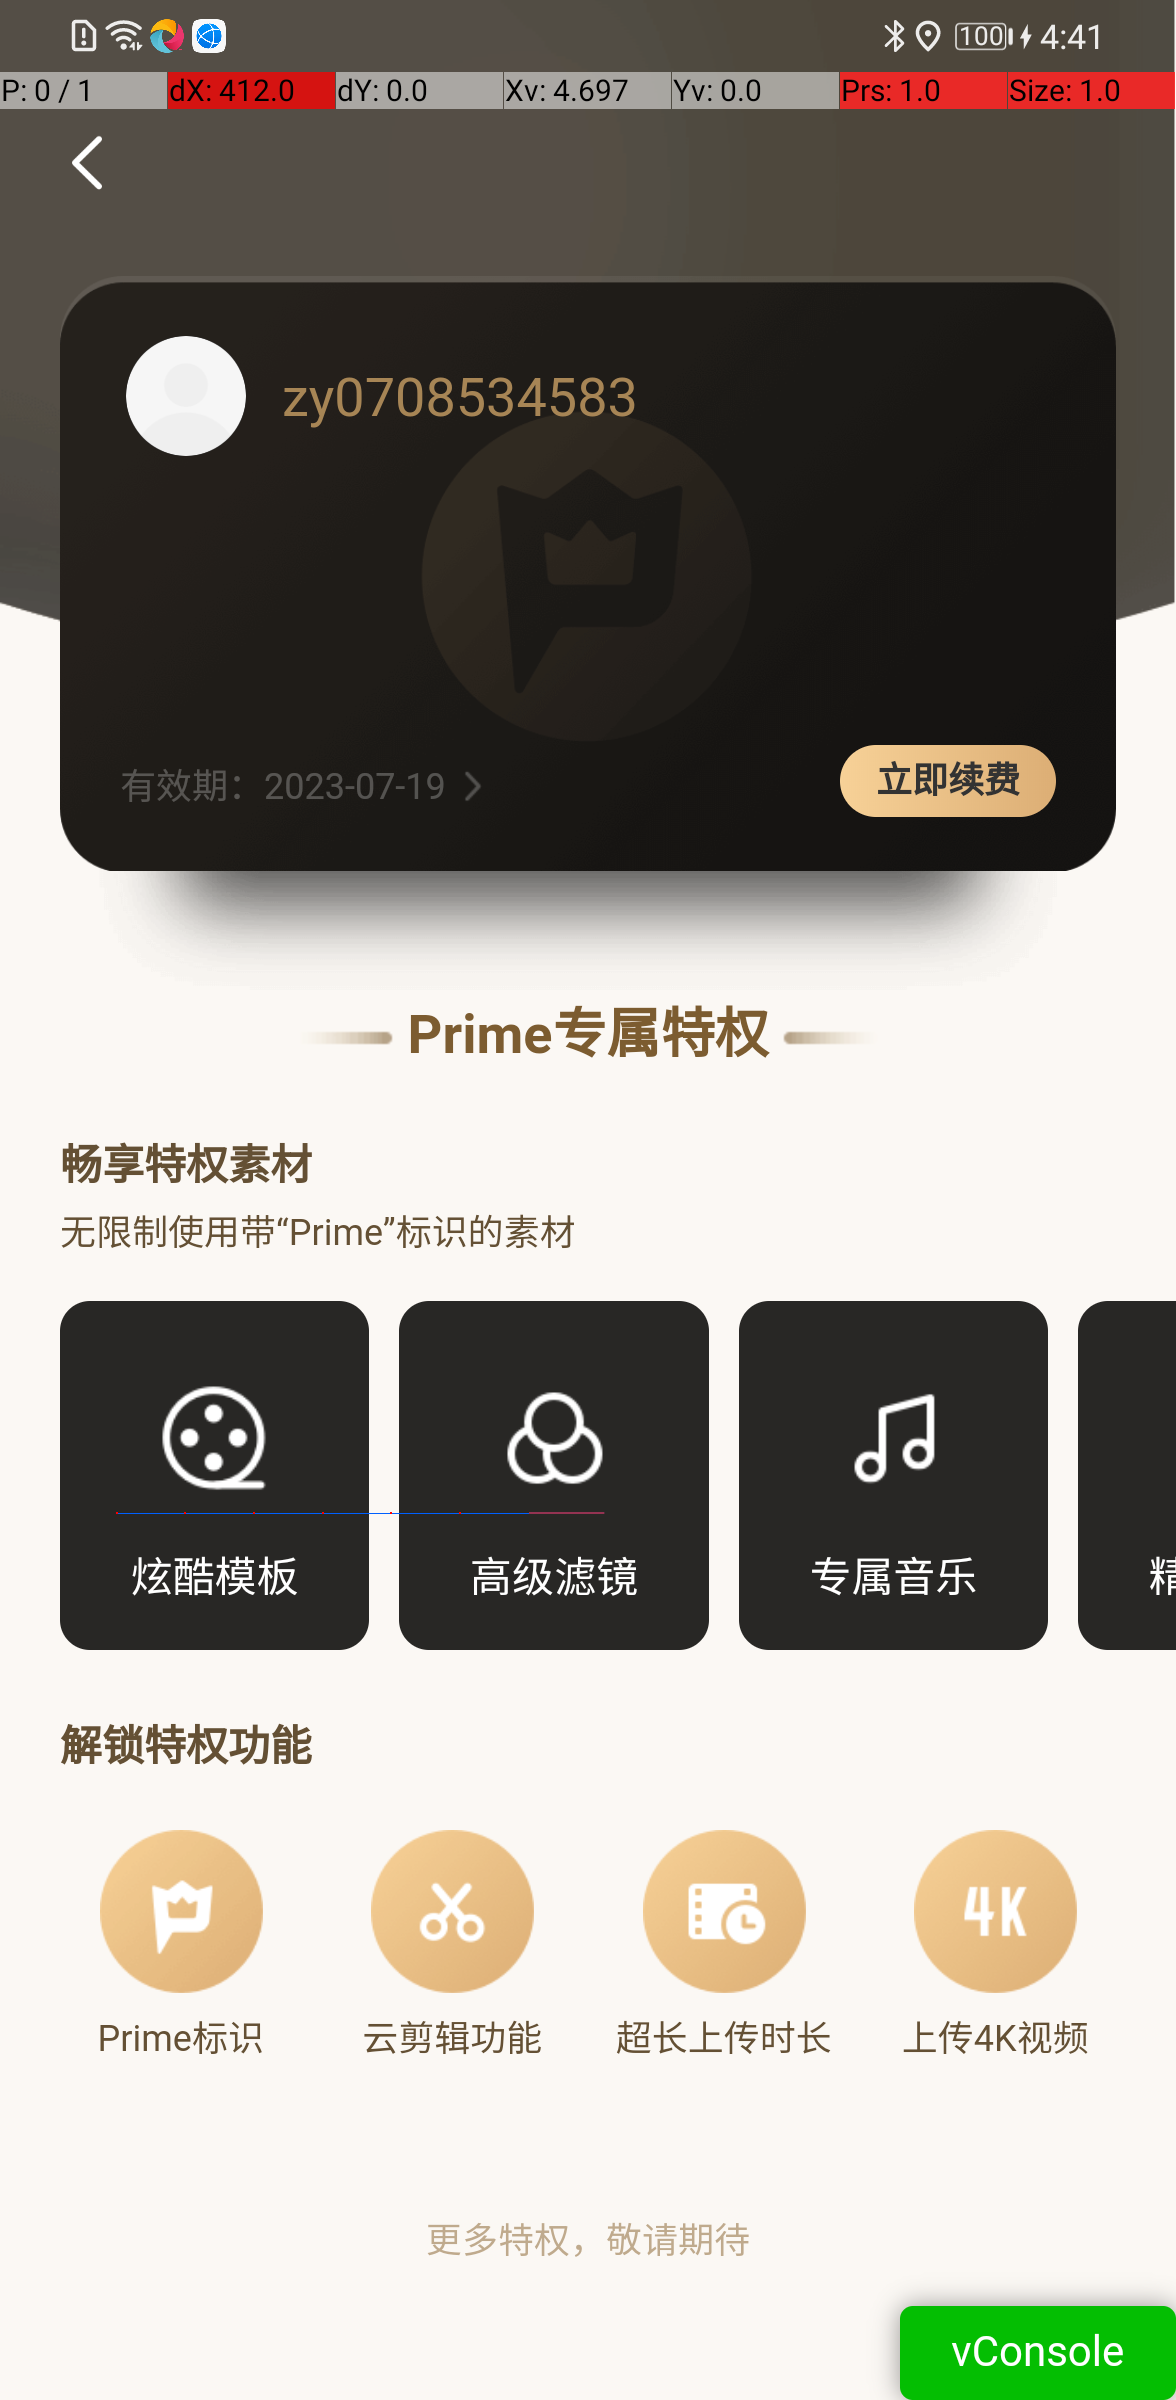 100 4:41
P: 0 / 1 dX: 412.0 dY: 0.0 Xv: 4.697 Yv: 0.0 Prs: 1.0 Size: 1.0
zy0708534583
有效期：2023-07-19
立即续费
Prime专属特权
畅享特权素材
无限制使用带“Prime”标识的素材
炫酷模板 高级滤镜 专属音乐
解锁特权功能
4K
Prime标识 云剪辑功能 超长上传时长 上传4K视频
更多特权，敬请期待
vConsole